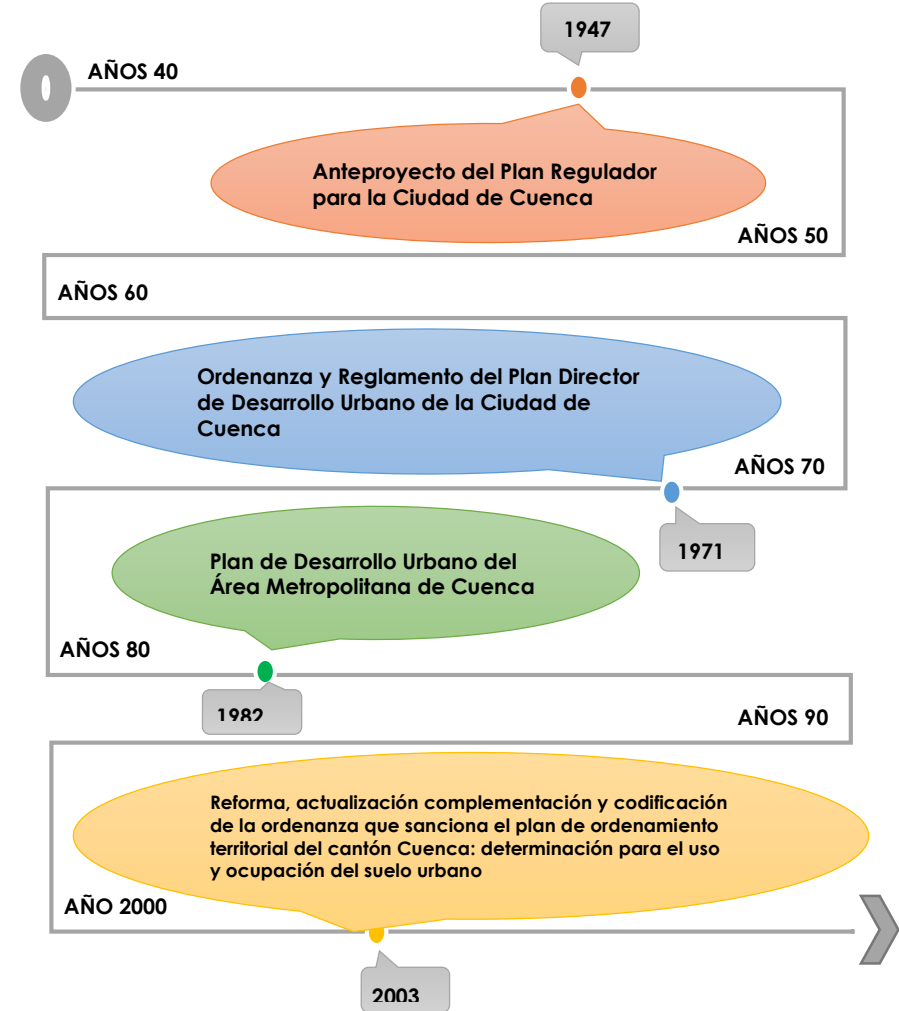 1947
AÑOS 40
Anteproyecto del Plan Regulador
para la Ciudad de Cuenca
AÑOS 50
AÑOS 60
Ordenanza y Reglamento del Plan Director
de Desarrollo Urbano de la Ciudad de
Cuenca
AÑOS 70
1971
Plan de Desarrollo Urbano del
Área Metropolitana de Cuenca
AÑOS 80
1982
AÑOS 90
Reforma, actualización complementación y codificación
de la ordenanza que sanciona el plan de ordenamiento
territorial del cantón Cuenca: determinación para el uso
y ocupación del suelo urbano
AÑO 2000
2003